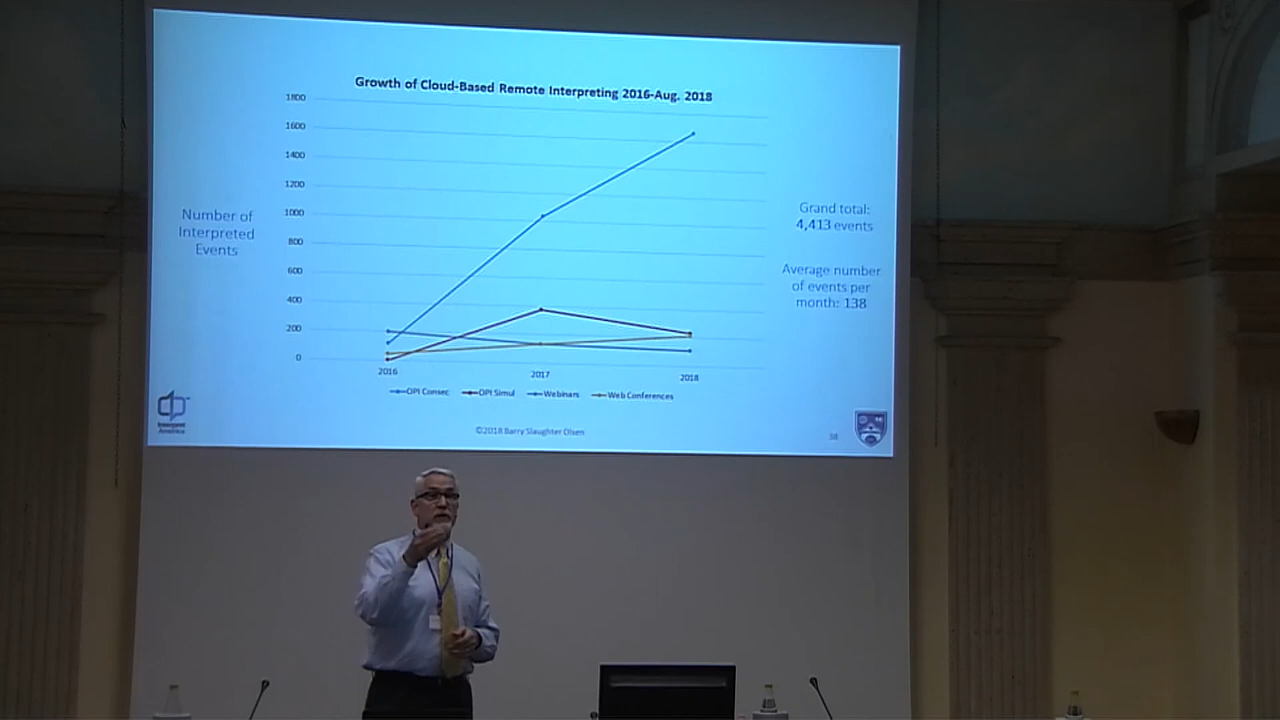 Growth of Cloud-Based Remote Interpreting 2016-Aug. 2018
1800
1600
1400
1200
1000
800
600
400
200
0
Number of
Interpreted
Events
2016
2017
2018
OPI Consec
OPI Simul
Webinars
Web Conferences
Grand total:
4,413 events
Average number
of events per
month: 138
Interpret
America
©2018 Barry Slaughter Olsen
38